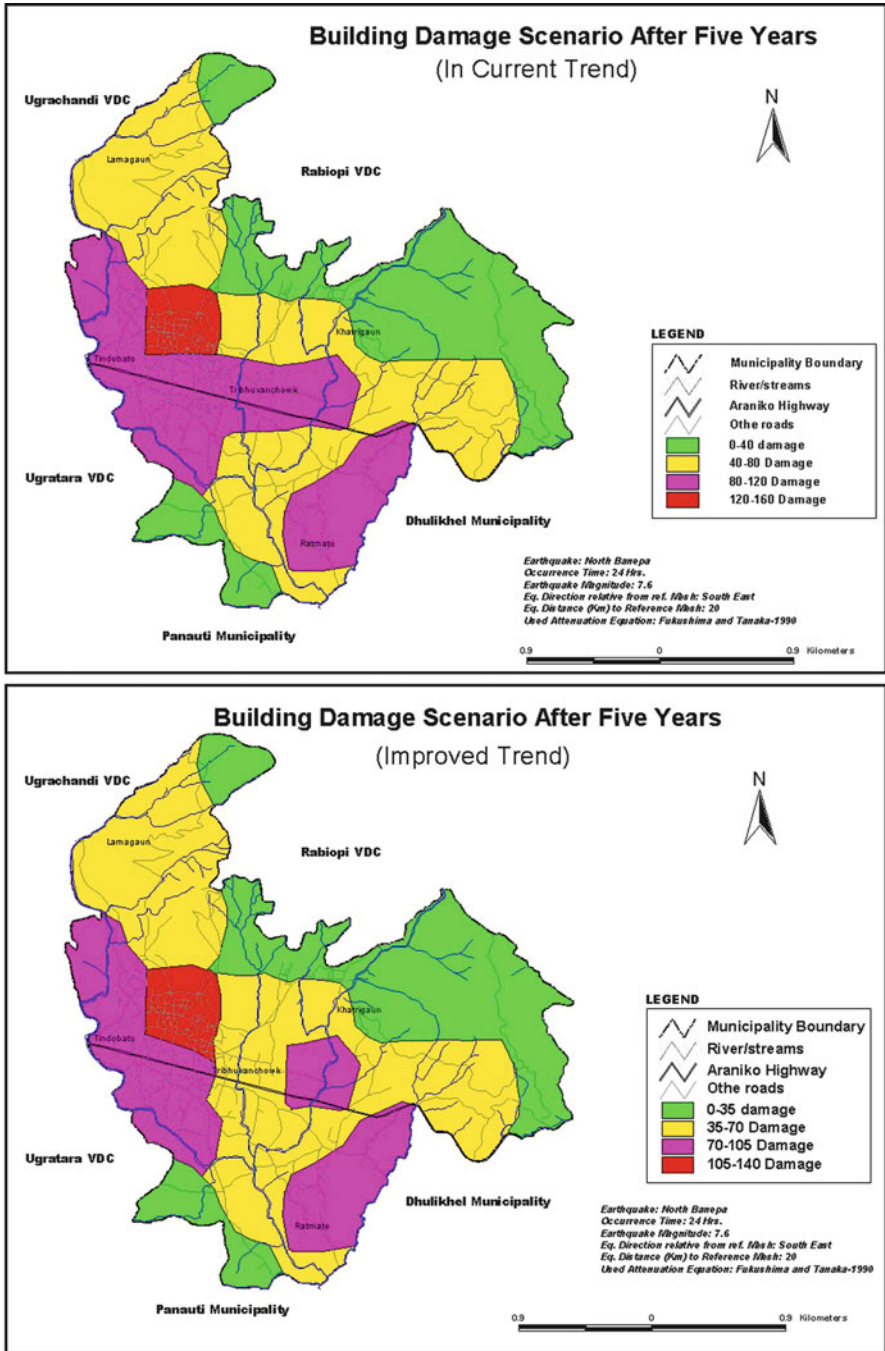 Building Damage Scenario After Five Years
(In Current Trend)
Ugrachandi VDC
N
Lamagaun
Rabiopi VDC
Khatrigaun
LEGEND
Municipality Boundary
River/streams
Araniko Highway
Othe roads
0-40 damage
40-80 Damage
80-120 Damage
120-160 Damage
Tindobato
Tribhuvanchowk
Ugratara VDC
Dhulikhel Municipality
Ratmate
Earthquake: North Banepa
Occurrence Time: 24 Hrs.
Earthquake Magnitude: 7.6
Eq. Direction relative from ref. Mesh: South East
Eq. Distance (Km) to Reference Mesh: 20
Used Attenuation Equation: Fukushima and Tanaka-1990
Panauti Municipality
0.9 0 0.9 Kilometers
Building Damage Scenario After Five Years
(Improved Trend)
Ugrachandi VDC
N
Lamagaun
Rabiopi VDC
Khatrigaun
LEGEND
Municipality Boundary
River/streams
Araniko Highway
Othe roads
0-35 damage
35-70 Damage
70-105 Damage
105-140 Damage
Tindobato
Tribhuvanchowk
Ugratara VDC
Dhulikhel Municipality
Ratmate
Earthquake: North Banepa
Occurrence Time: 24 Hrs.
Earthquake Magnitude: 7.6
Eq. Direction relative from ref. Mesh: South East
Eq. Distance (Km) to Reference Mesh: 20
Used Attenuation Equation: Fukushima and Tanaka-1990
Panauti Municipality
0.9 0 0.9 Kilometers